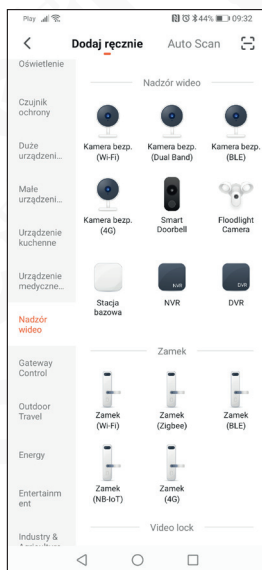 Play 44% 09:32
Dodaj ręcznie Auto Scan
Oświetlenie
Czujnik
ochrony
Duże
urządzeni...
Małe
urządzeni...
Urządzenie
kuchenne
Urządzenie
medyczne...
Nadzór
wideo
Gateway
Control
Outdoor
Travel
Energy
Entertainm
ent
Industry &
Nadzór wideo
Kamera bezp.
(Wi-Fi)
Kamera bezp.
(Dual Band)
Kamera bezp.
(BLE)
Kamera bezp.
(4G)
Smart
Doorbell
Floodlight
Camera
Stacja
bazowa
NVR
NVR
DVR
DVR
Zamek
Zamek
(Wi-Fi)
Zamek
(Zigbee)
Zamek
(BLE)
Zamek
(NB-IoT)
Zamek
(4G)
Video lock